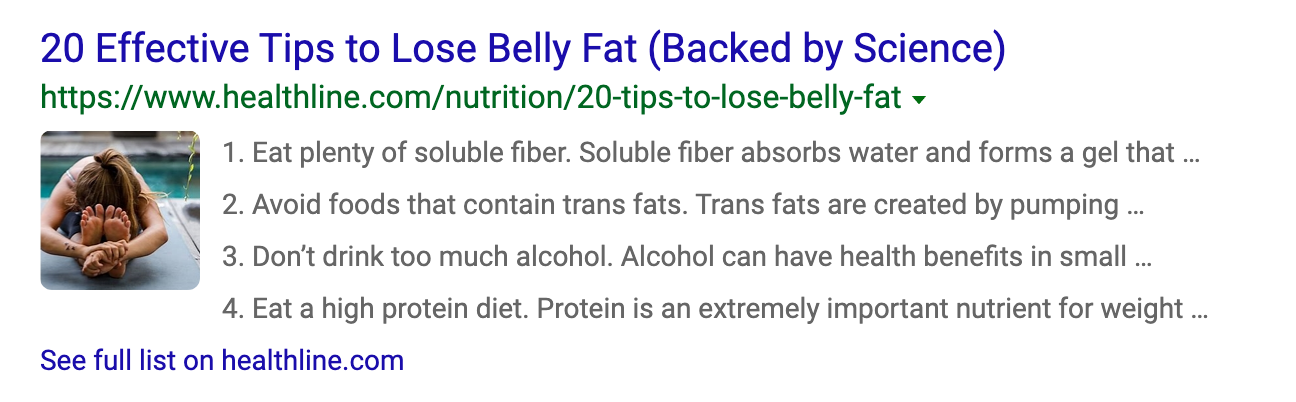 20 Effective Tips to Lose Belly Fat (Backed by Science)
https://www.healthline.com/nutrition/20-tips-to-lose-belly-fat
1. Eat plenty of soluble fiber. Soluble fiber absorbs water and forms a gel that ...
2. Avoid foods that contain trans fats. Trans fats are created by pumping ...
3. Don’t drink too much alcohol. Alcohol can have health benefits in small ...
4. Eat a high protein diet. Protein is an extremely important nutrient for weight ...
See full list on healthline.com